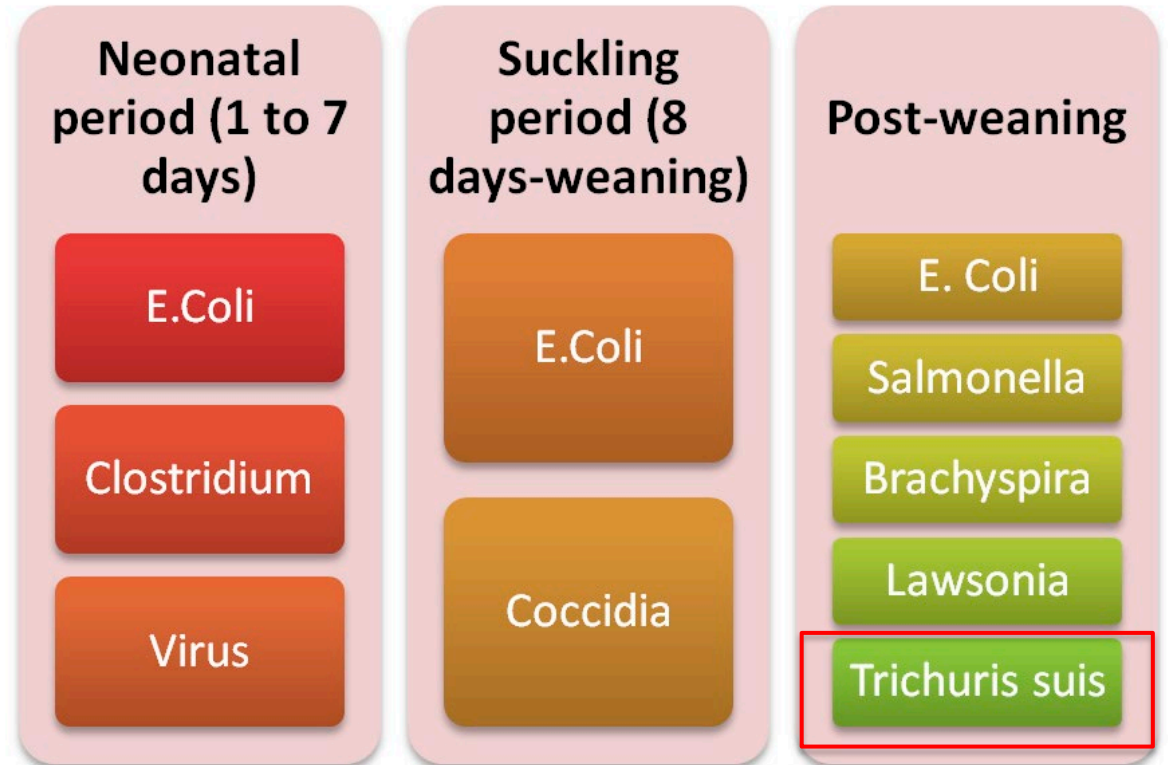 Neonatal
period (1 to 7
days)
E.Coli
Clostridium
Virus
Suckling
period (8
days-weaning)
E.Coli
Coccidia
Post-weaning
E. Coli
Salmonella
Brachyspira
Lawsonia
Trichuris suis